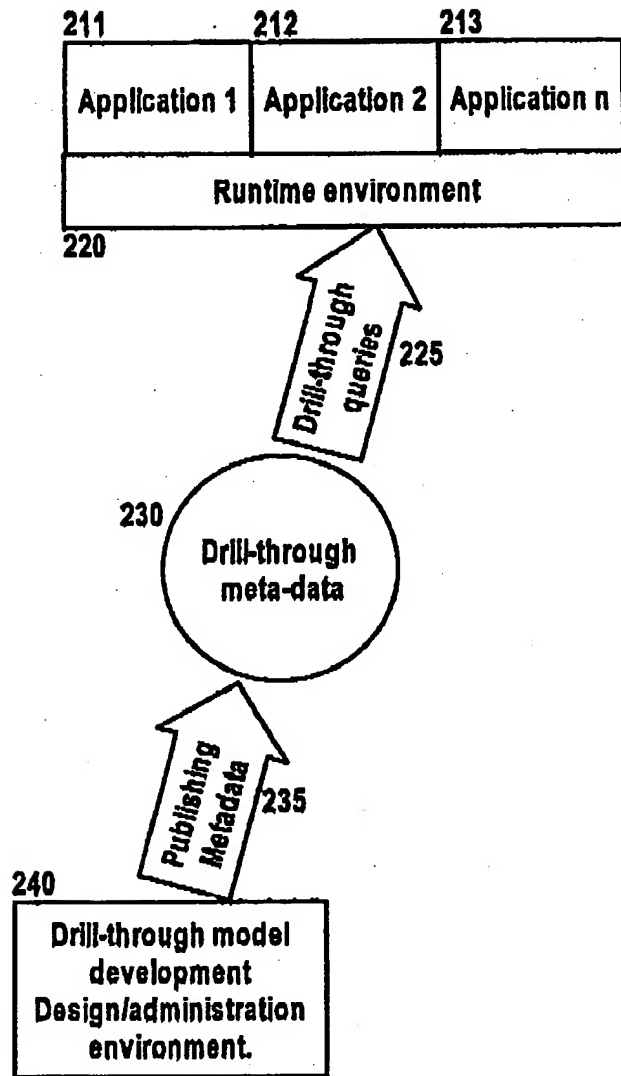 211 212 213
Application 1 Application 2 Application n
Runtime environment
220
Drill-through
queries
225
230
Drill-through
meta-data
Publishing
Metadata
235
240
Drill-through model
development
Design/administration
environment.